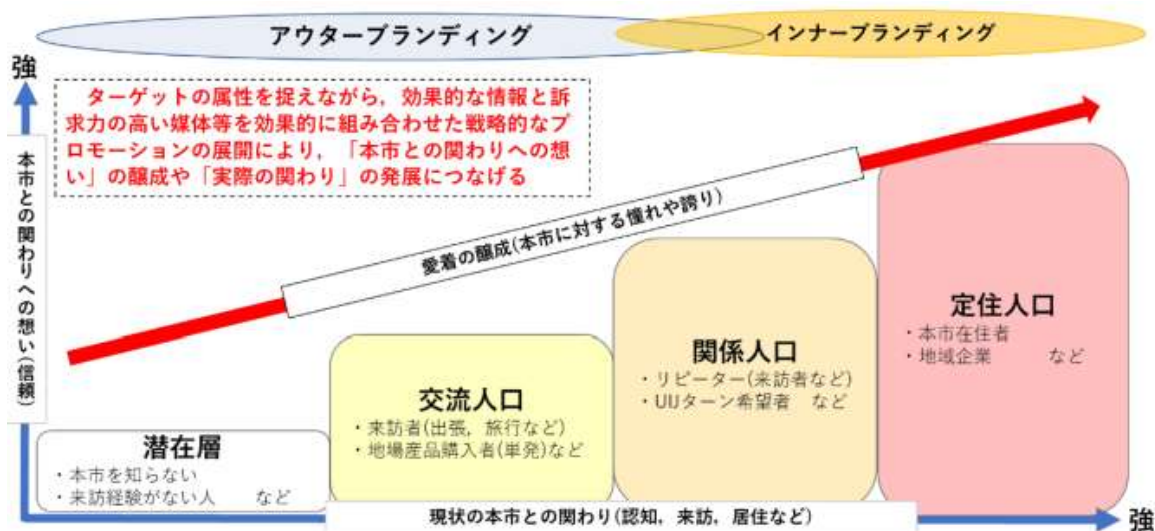 アウターブランディング
インナーブランディング
強
ターゲットの属性を捉えながら，効果的な情報と訴
求力の高い媒体等を効果的に組み合わせた戦略的なプ
ロモーションの展開により，「本市との関わりへの想
い」の醸成や「実際の関わり」の発展につなげる
本市との関わりへの想い(信頼)
愛着の醸成(本市に対する憧れや誇り)
潜在層
・本市を知らない
・来訪経験がない人　など
交流人口
・来訪者(出張，旅行など)
・地場産品購入者(単発)など
関係人口
・リピーター(来訪者など)
・UIJターン希望者　など
定住人口
・本市在住者
・地域企業　など
現状の本市との関わり(認知，来訪，居住など)
強